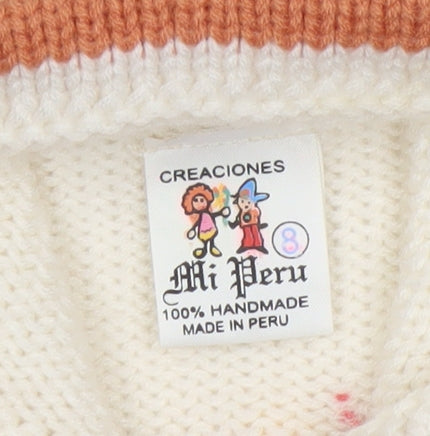 CREACIONES
8
Mi Peru
100% HANDMADE
MADE IN PERU